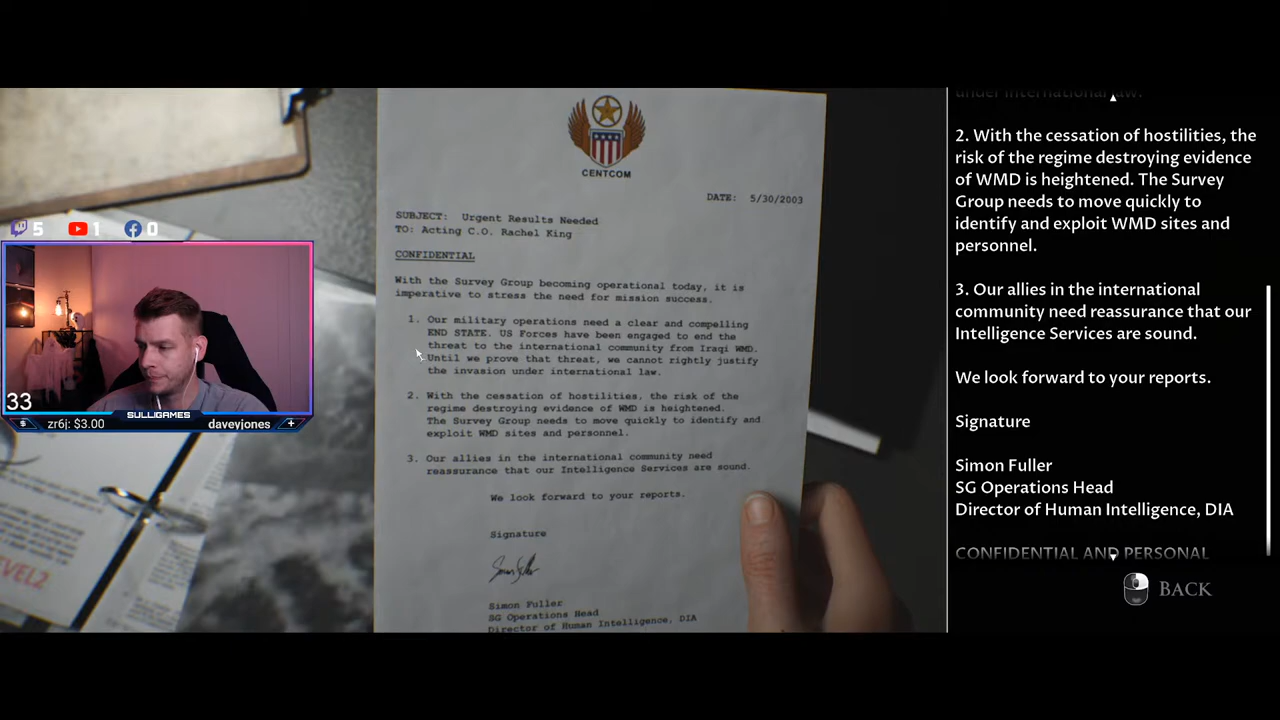 CENTCOM
DATE: 5/30/2003
SUBJECT: Urgent Results Needed
TO: Acting C.O. Rachel King
CONFIDENTIAL
With the Survey Group becoming operational today, it is
imperative to stress the need for mission success.
1. Our military operations need a clear and compelling
END STATE. US Forces have been engaged to end the
threat to the international community from Iraqi WMD.
Until we prove that threat, we cannot rightly justify
the invasion under international law.
2. With the cessation of hostilities, the risk of the
regime destroying evidence of WMD is heightened.
The Survey Group needs to move quickly to identify and
exploit WMD sites and personnel.
3. Our allies in the international community need
reassurance that our Intelligence Services are sound.
We look forward to your reports.
Signature
Simon Fuller
SG Operations Head
Director of Human Intelligence, DIA
5 1 0
33
SULLIGAMES
$ zr6j: $3.00 daveyjones +
LEVEL2
under international law.
2. With the cessation of hostilities, the
risk of the regime destroying evidence
of WMD is heightened. The Survey
Group needs to move quickly to
identify and exploit WMD sites and
personnel.
3. Our allies in the international
community need reassurance that our
Intelligence Services are sound.
We look forward to your reports.
Signature
Simon Fuller
SG Operations Head
Director of Human Intelligence, DIA
CONFIDENTIAL AND PERSONAL
BACK